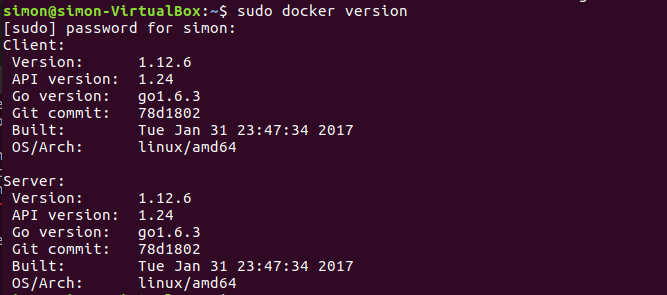 simon@simon-VirtualBox:~$ sudo docker version
[sudo] password for simon:
Client:
 Version:      1.12.6
 API version:  1.24
 Go version:   go1.6.3
 Git commit:   78d1802
 Built:        Tue Jan 31 23:47:34 2017
 OS/Arch:      linux/amd64

Server:
 Version:      1.12.6
 API version:  1.24
 Go version:   go1.6.3
 Git commit:   78d1802
 Built:        Tue Jan 31 23:47:34 2017
 OS/Arch:      linux/amd64